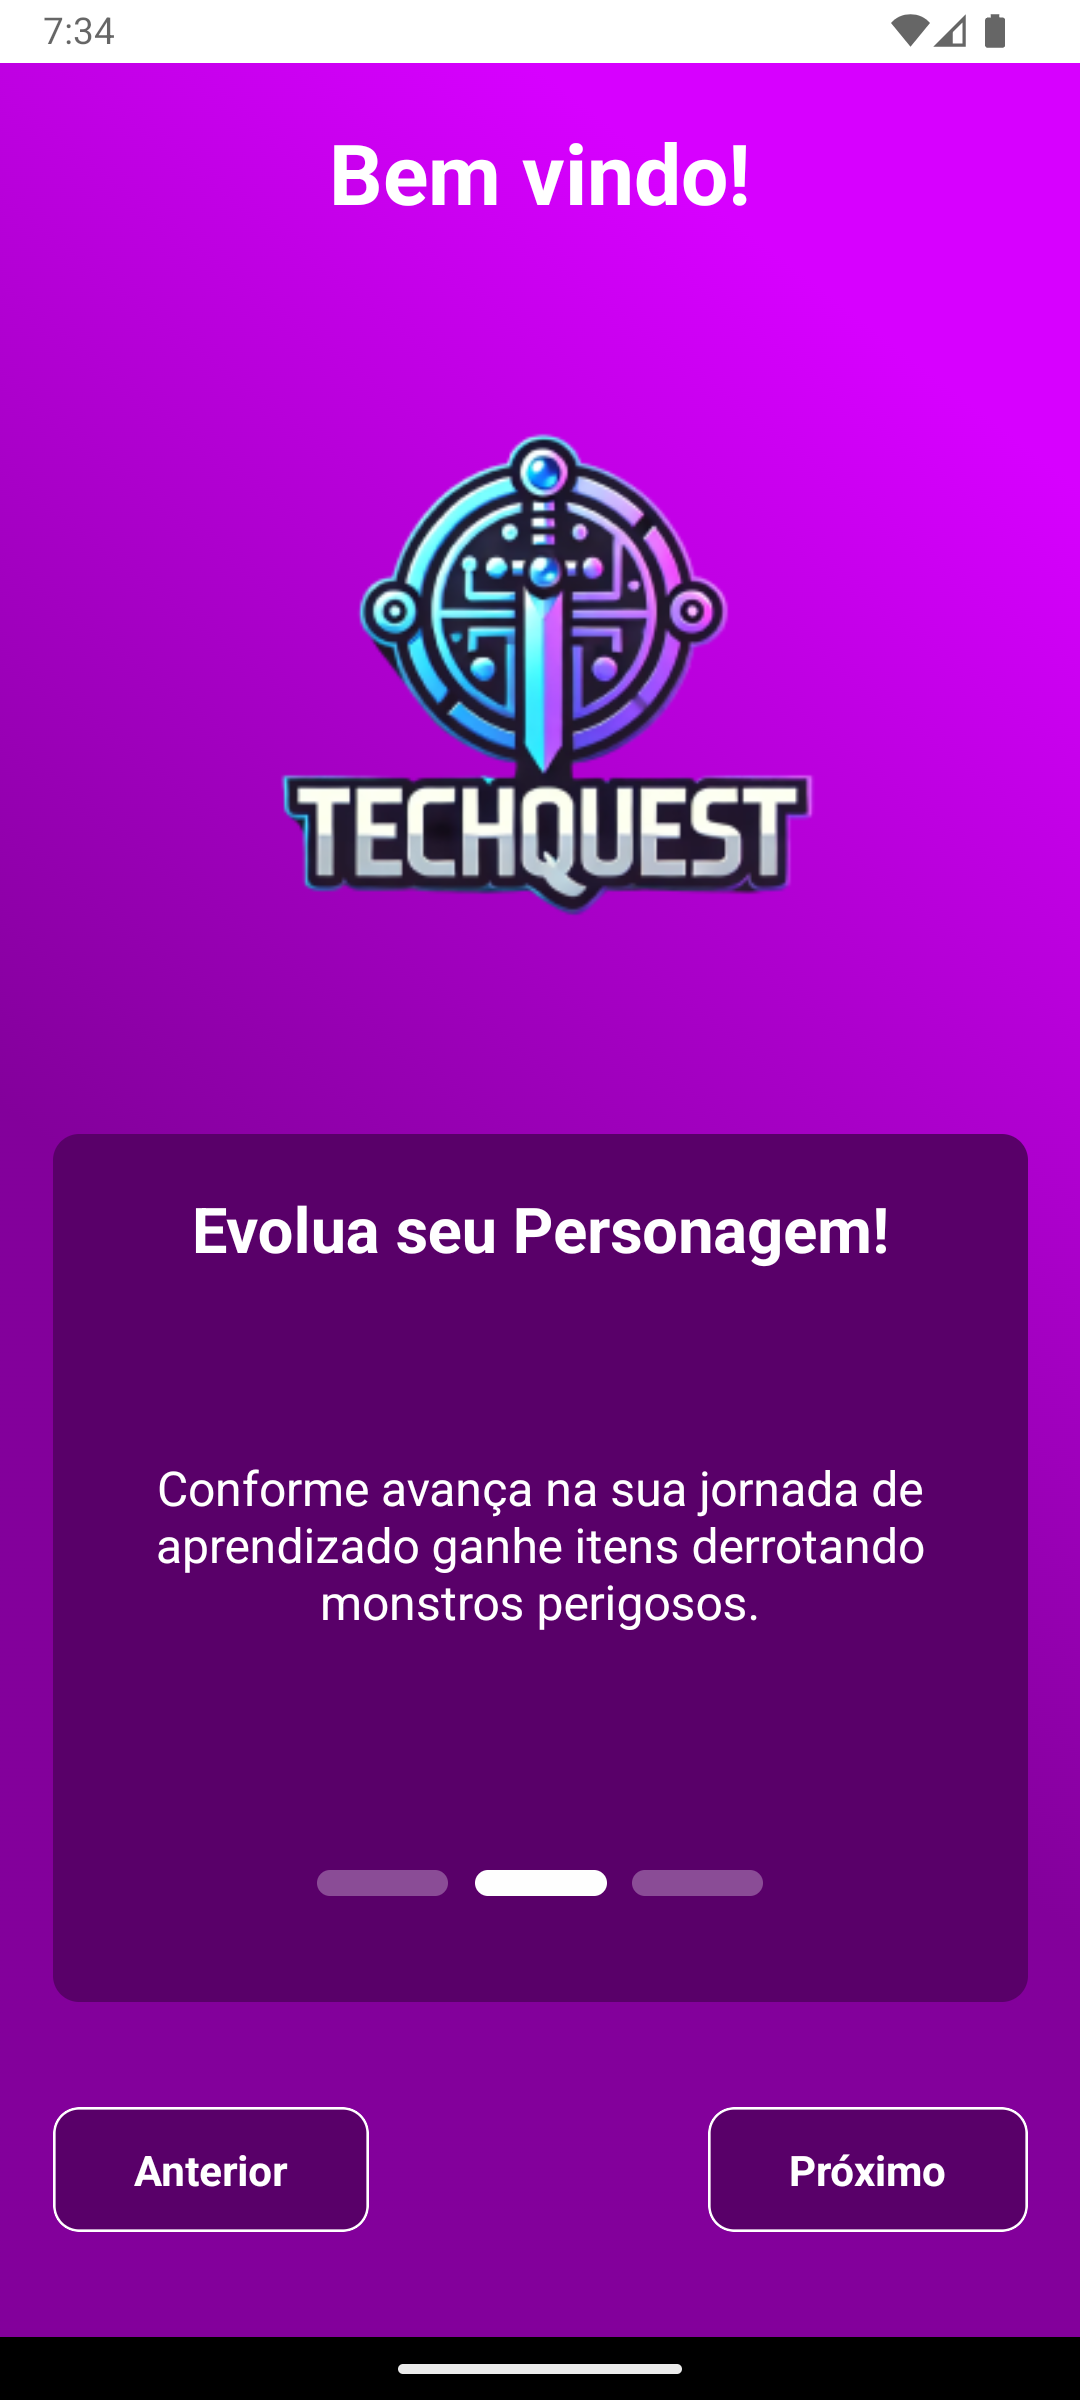 7:34
Bem vindo!
TECHQUEST
Evolua seu Personagem!
Conforme avança na sua jornada de
aprendizado ganhe itens derrotando
monstros perigosos.
Anterior
Próximo